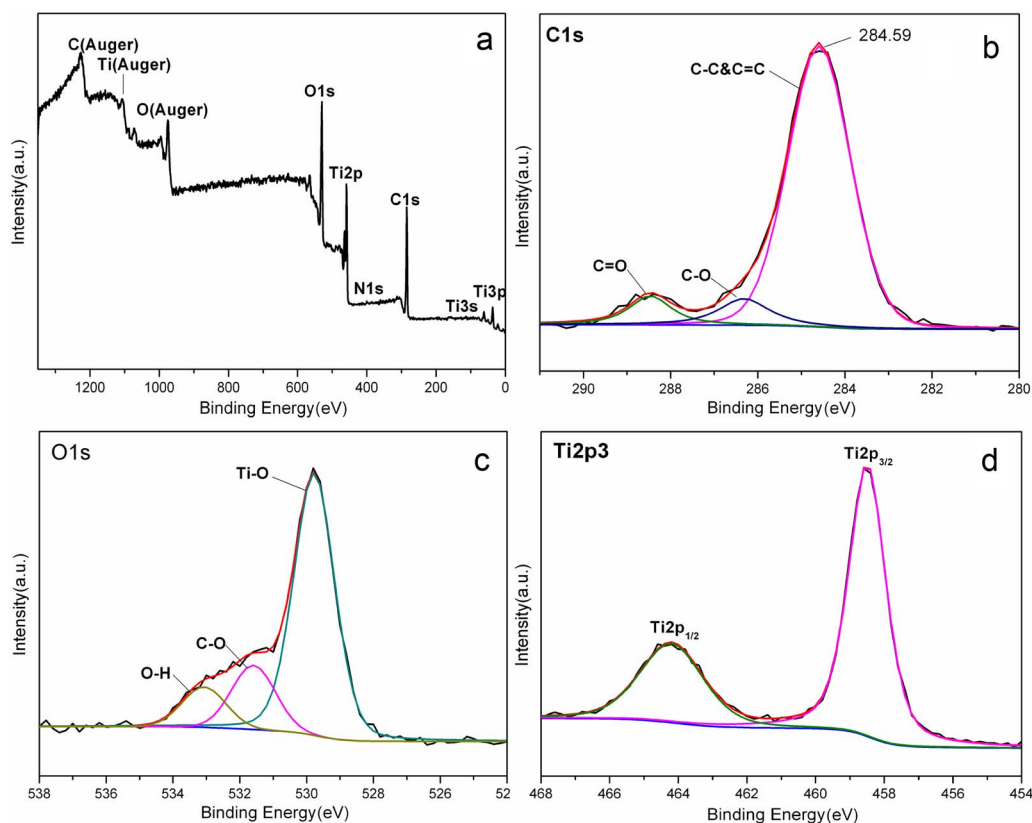 a
C(Auger)
Ti(Auger)
O(Auger)
O1s
Ti2p
C1s
N1s
Ti3s
Ti3p
Intensity(a.u.)
1200 1000 800 600 400 200 0
Binding Energy(eV)
C1s
b
284.59
C-C&C=C
C=O
C-O
Intensity(a.u.)
290 288 286 284 282 280
Binding Energy(eV)
O1s
c
Ti-O
C-O
O-H
Intensity(a.u.)
538 536 534 532 530 528 526 524 52
Binding Energy(eV)
Ti2p3
d
Ti2p3/2
Ti2p1/2
Intensity(a.u.)
468 466 464 462 460 458 456 454
Binding Energy(eV)